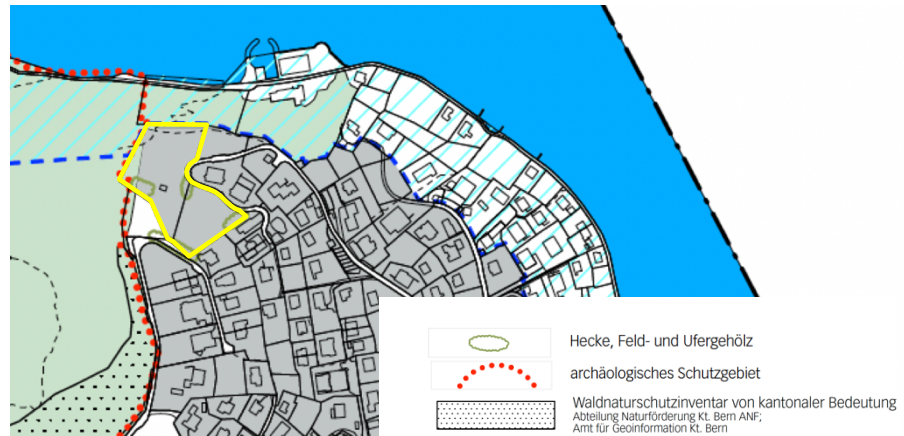 Hecke, Feld- und Ufergehölz
archäologisches Schutzgebiet
Waldnaturschutzinventar von kantonaler Bedeutung
Abteilung Naturförderung Kt. Bern ANF;
Amt für Geoinformation Kt. Bern